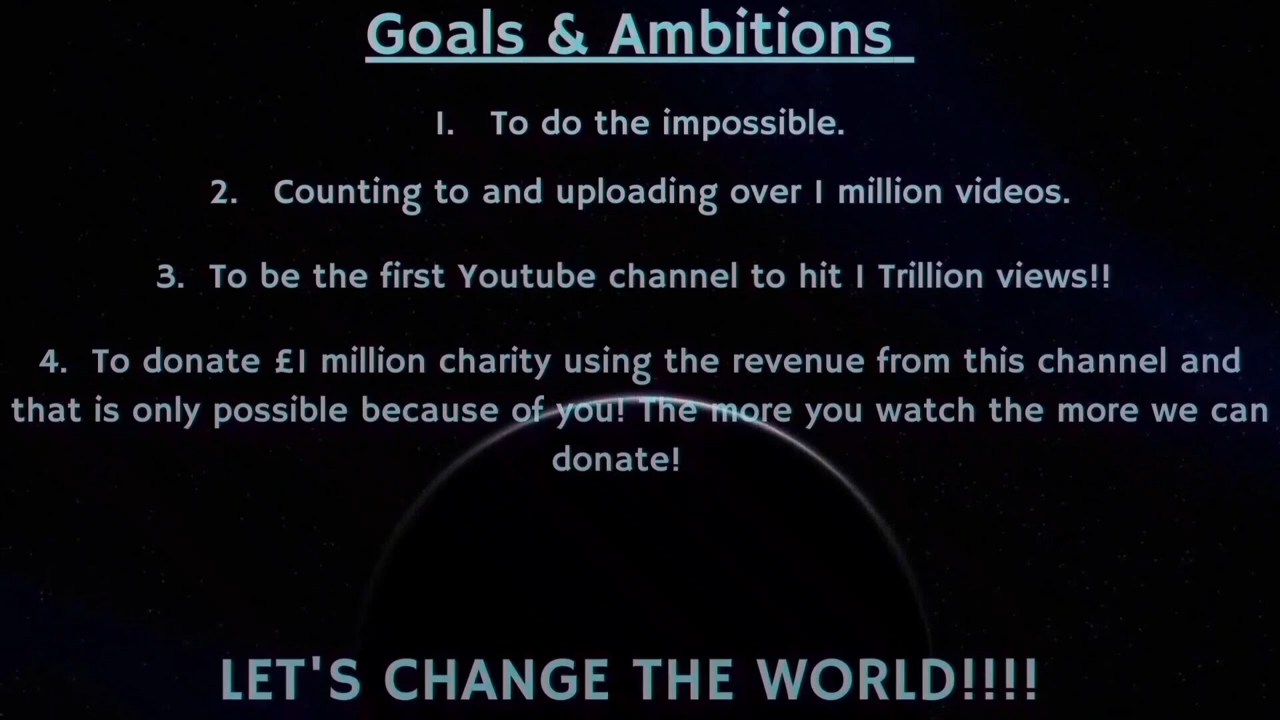 Goals & Ambitions
1. To do the impossible.
2. Counting to and uploading over 1 million videos.
3. To be the first Youtube channel to hit 1 Trillion views!!
4. To donate £1 million charity using the revenue from this channel and
that is only possible because of you! The more you watch the more we can
donate!
LET'S CHANGE THE WORLD!!!!